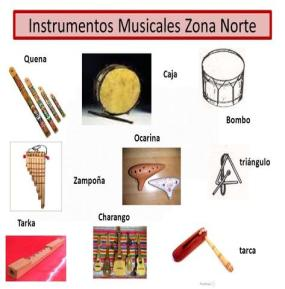 Instrumentos Musicales Zona Norte
Quena
Caja
Bombo
Ocarina
triángulo
Zampoña
Tarka
Charango
tarca